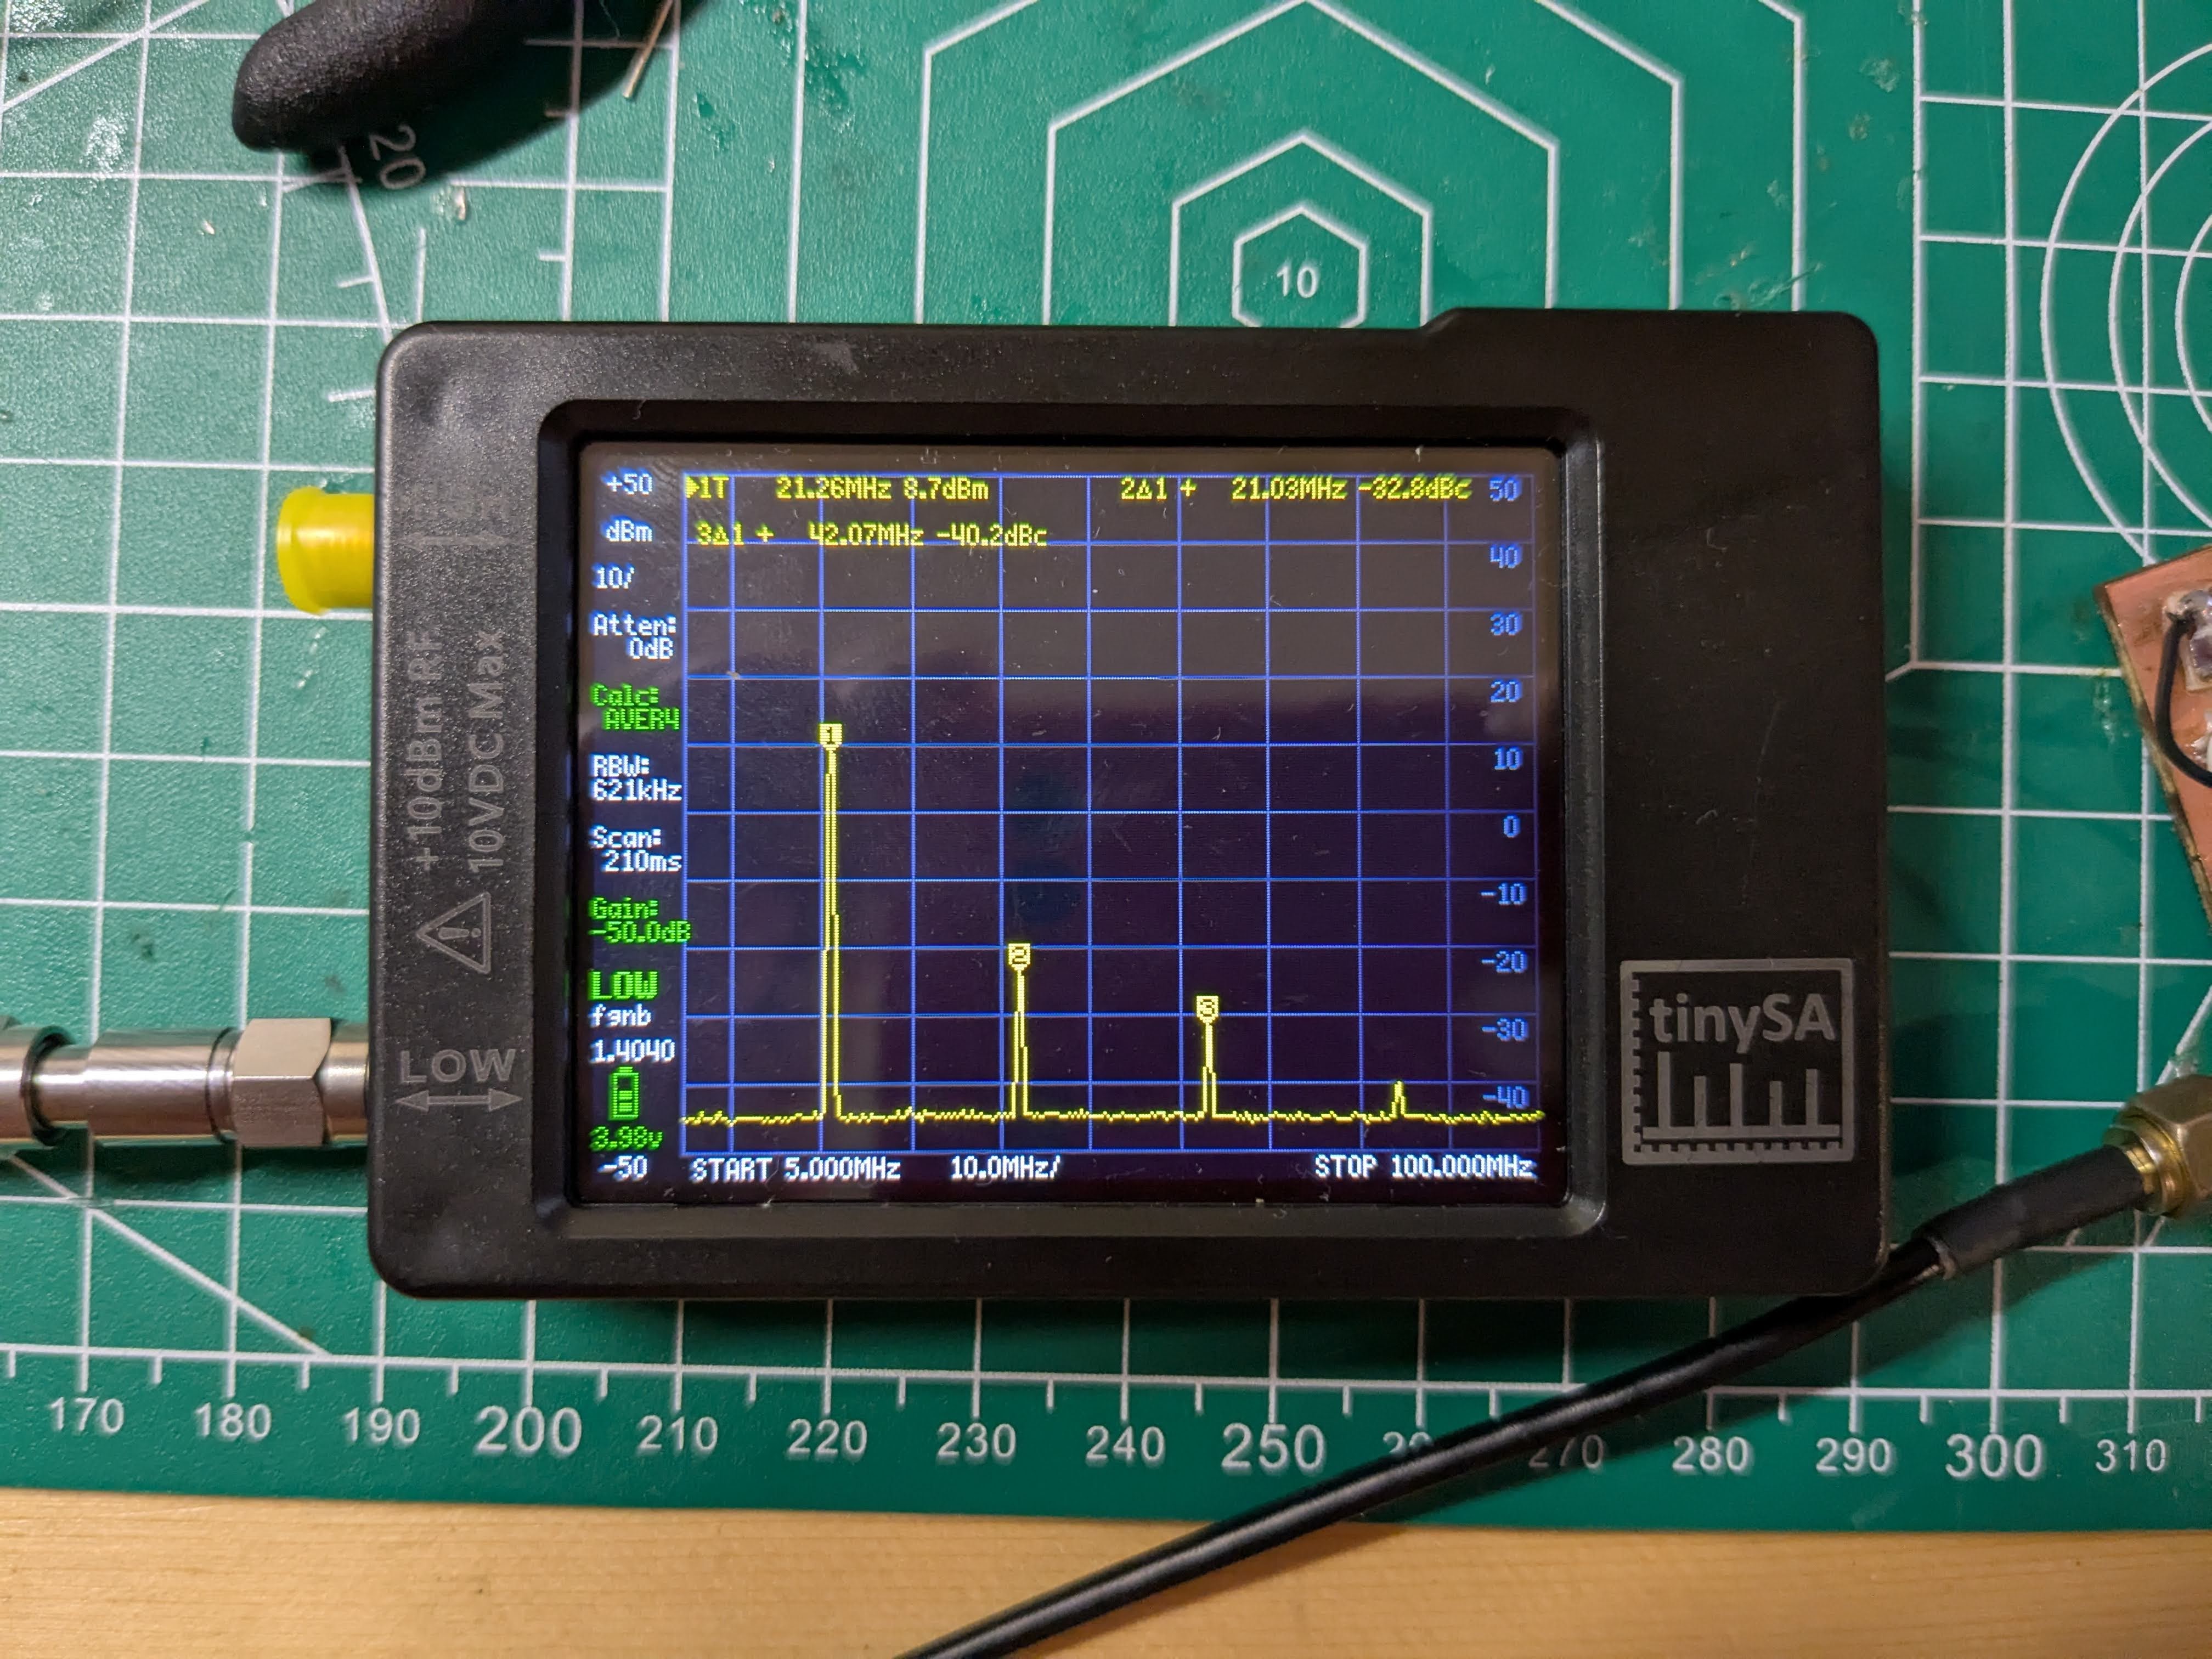 20
10
+50 ▶1T 21.26MHz 8.7dBm 2Δ1 + 21.03MHz -32.8dBc 50
dBm 3Δ1 + 42.07MHz -40.2dBc
40
10/
Atten:
0dB
30
Calc:
AVER4
20
1
RBW:
621kHz
10
Scan:
210ms
0
Gain:
-50.0dB
-10
2
-20
LOW
fgnb
3
-30
1.4040
-40
3.98v
-50 START 5.000MHz 10.0MHz/ STOP 100.000MHz
+10dBm RF
10VDC Max
LOW
tinySA
170 180 190 200 210 220 230 240 250 270 280 290 300 310